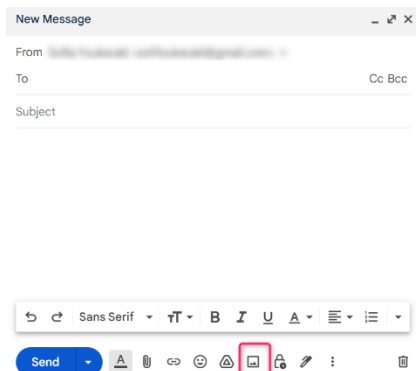 New Message
From
To Cc Bcc
Subject
Sans Serif
Send